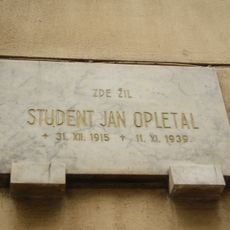 ZDE ŽIL
STUDENT JAN OPLETAL
+ 31. XII. 1915 + 11. XI. 1939